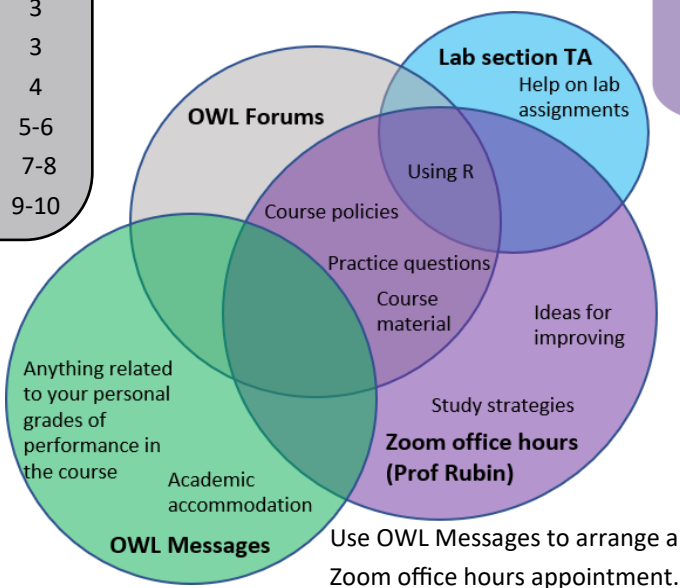 3
3
4
5-6
7-8
9-10
Lab section TA
Help on lab
assignments
OWL Forums
Using R
Course policies
Practice questions
Course
material
Ideas for
improving
Anything related
to your personal
grades of
performance in
the course
Study strategies
Zoom office hours
(Prof Rubin)
Academic
accommodation
OWL Messages
Use OWL Messages to arrange a
Zoom office hours appointment.